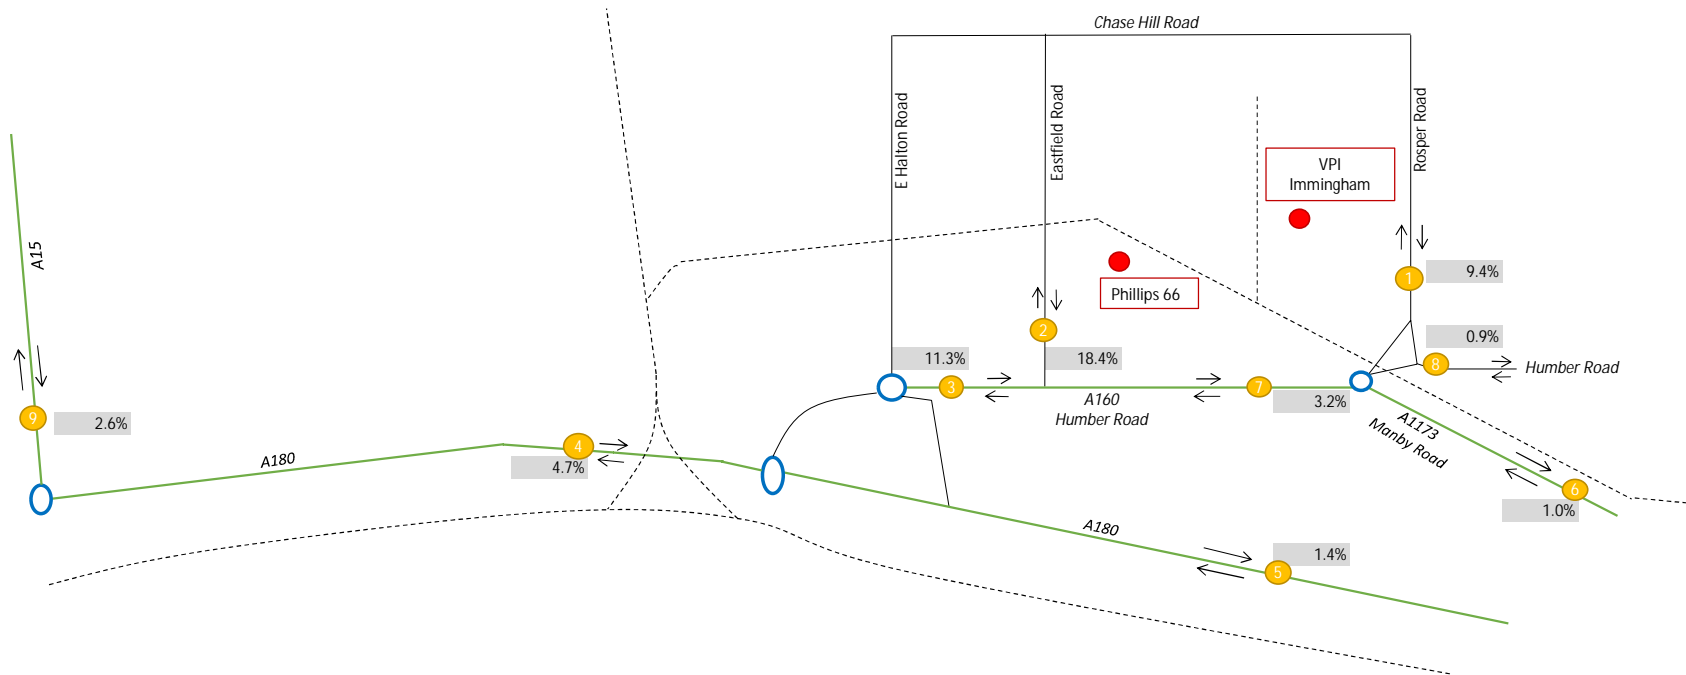 Chase Hill Road
E Halton Road
Eastfield Road
Rosper Road
VPI
Immingham
A15
Phillips 66
1
9.4%
2
0.9%
11.3%
18.4%
8
Humber Road
3
7
A160
Humber Road
3.2%
9
2.6%
A1173
Manby Road
4
A180
4.7%
6
1.0%
A180
1.4%
5